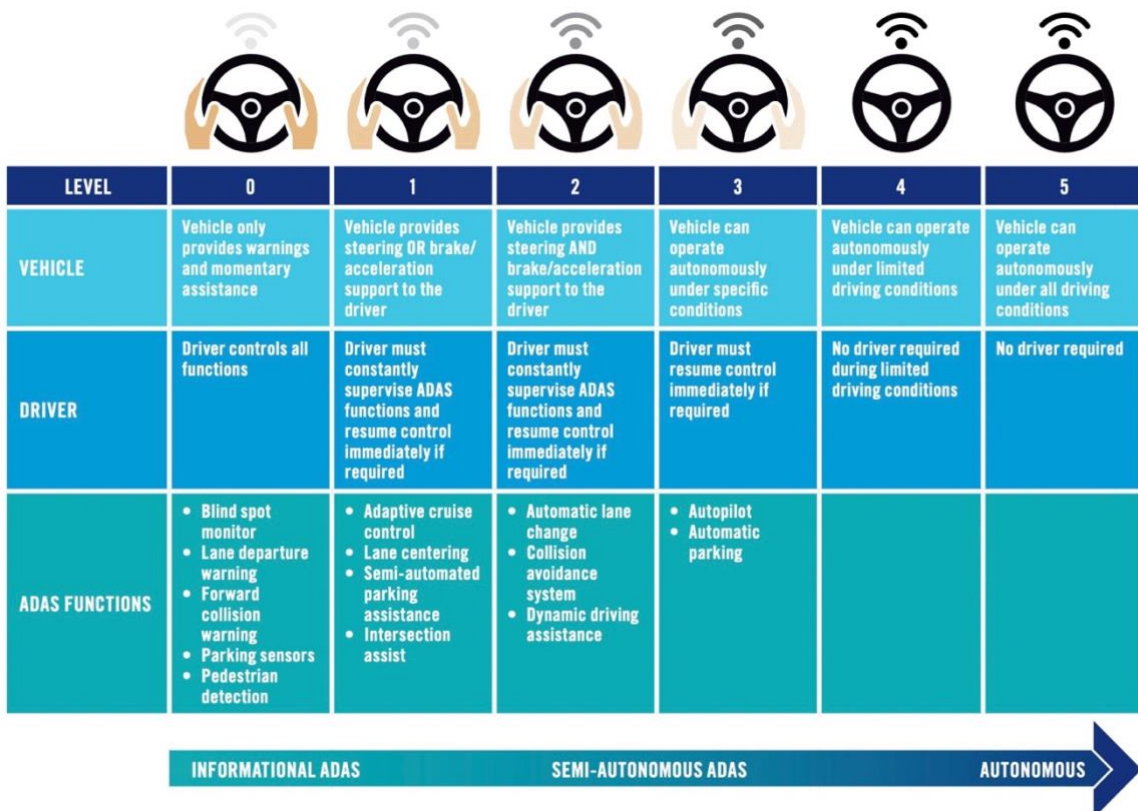 LEVEL
0
1
2
3
4
5
VEHICLE
Vehicle only
provides warnings
and momentary
assistance
Vehicle provides
steering OR brake/
acceleration
support to the
driver
Vehicle provides
steering AND
brake/acceleration
support to the
driver
Vehicle can
operate
autonomously
under specific
conditions
Vehicle can operate
autonomously
under limited
driving conditions
Vehicle can
operate
autonomously
under all driving
conditions
DRIVER
Driver controls all
functions
Driver must
constantly
supervise ADAS
functions and
resume control
immediately if
required
Driver must
constantly
supervise ADAS
functions and
resume control
immediately if
required
Driver must
resume control
immediately if
required
No driver required
during limited
driving conditions
No driver required
ADAS FUNCTIONS
• Blind spot
monitor
• Lane departure
warning
• Forward
collision
warning
• Parking sensors
• Pedestrian
detection
• Adaptive cruise
control
• Lane centering
• Semi-automated
parking
assistance
• Intersection
assist
• Automatic lane
change
• Collision
avoidance
system
• Dynamic driving
assistance
• Autopilot
• Automatic
parking
INFORMATIONAL ADAS
SEMI-AUTONOMOUS ADAS
AUTONOMOUS